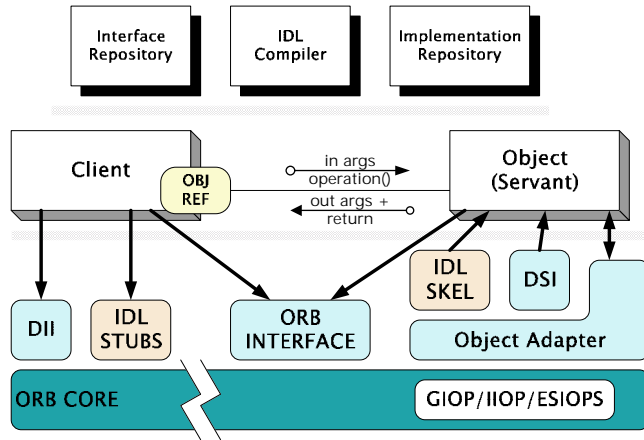 Interface
Repository
IDL
Compiler
Implementation
Repository
Client
OBJ
REF
in args
operation()
out args +
return
Object
(Servant)
DII
IDL
STUBS
ORB
INTERFACE
IDL
SKEL
DSI
Object Adapter
ORB CORE
GIOP/IIOP/ESIOPS